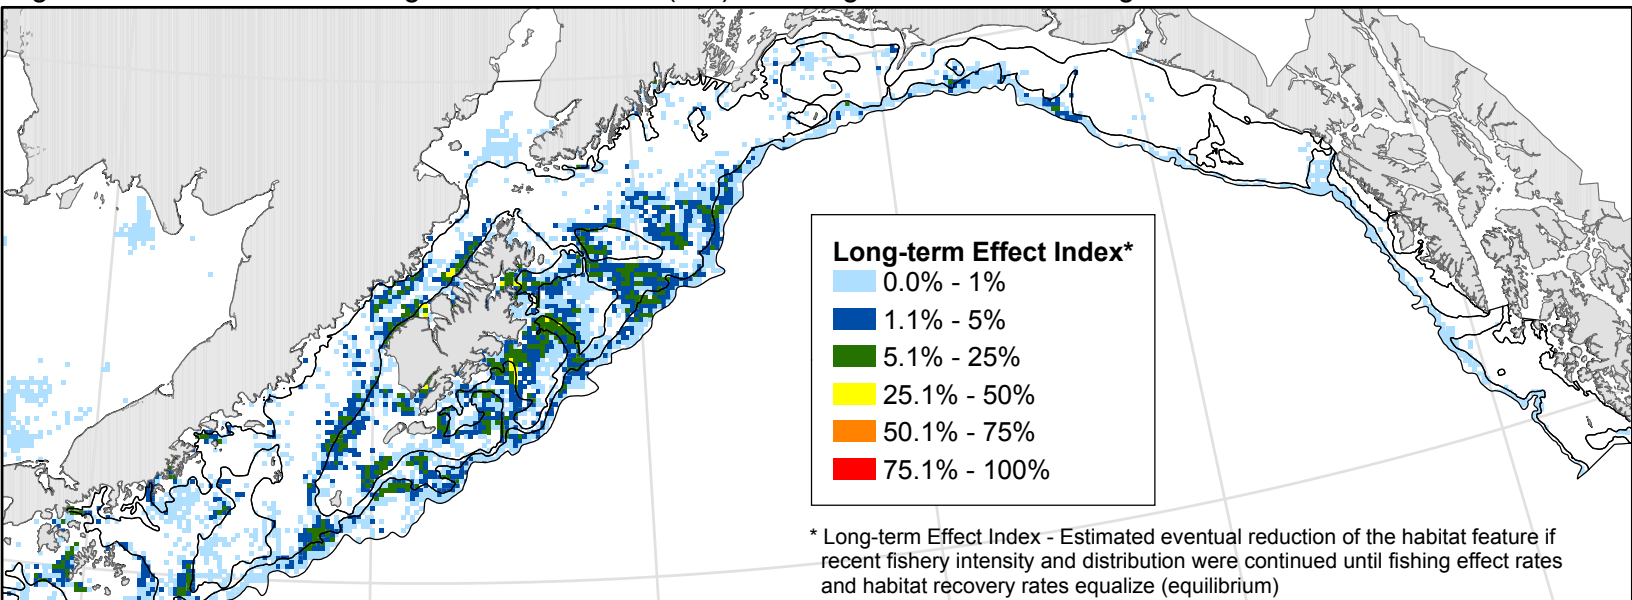 Long-term Effect Index*
0.0% - 1%
1.1% - 5%
5.1% - 25%
25.1% - 50%
50.1% - 75%
75.1% - 100%
* Long-term Effect Index - Estimated eventual reduction of the habitat feature if
recent fishery intensity and distribution were continued until fishing effect rates
and habitat recovery rates equalize (equilibrium)